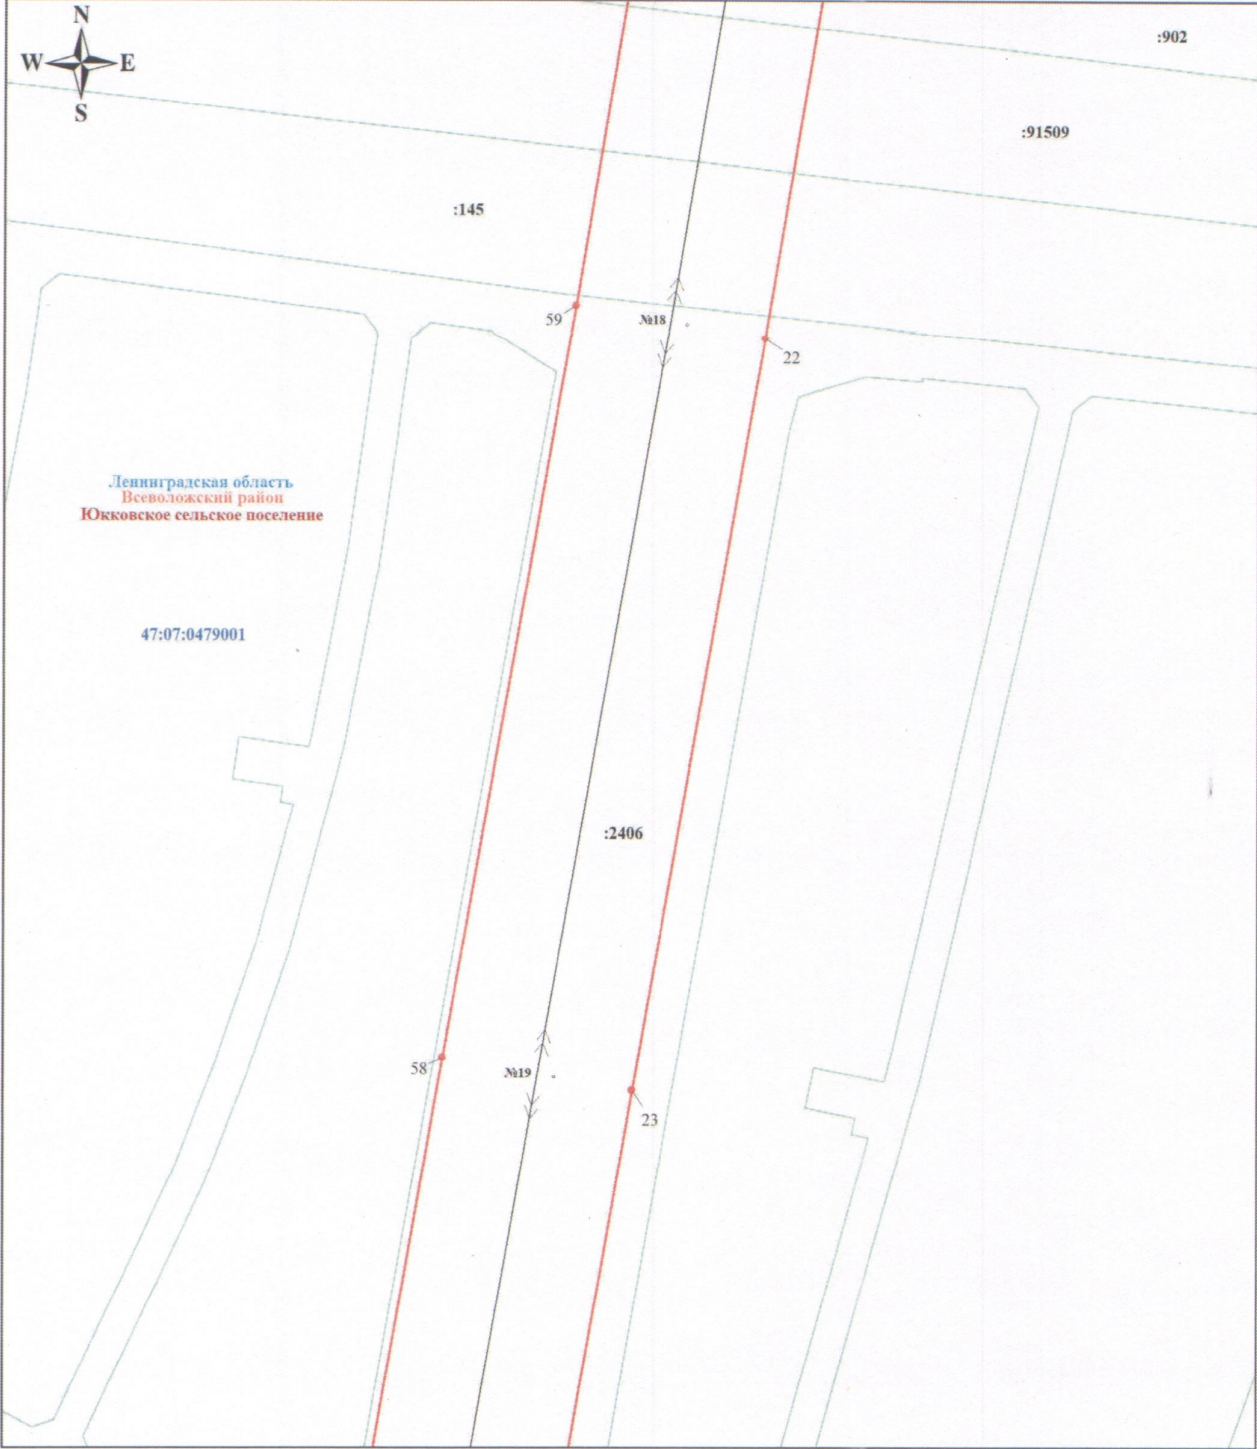 N
W E
S
:902
:91509
:145
59
№18
22
Ленинградская область
Всеволожский район
Юкковское сельское поселение
47:07:0479001
:2406
58
№19
23